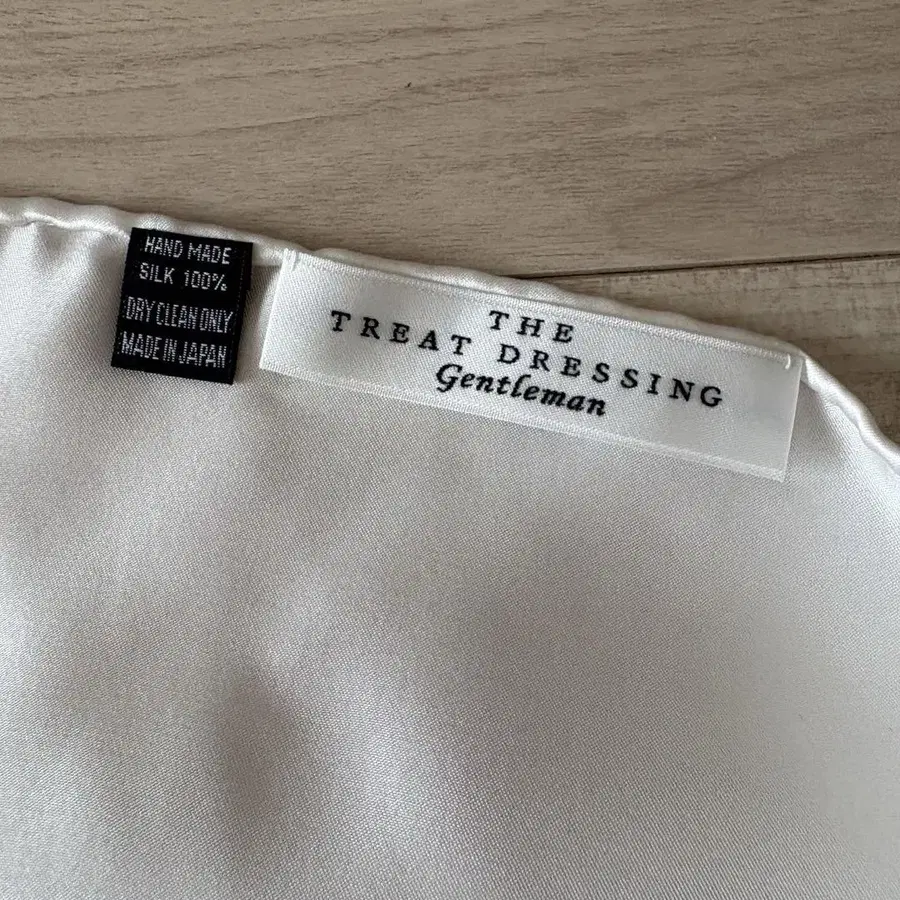 HAND MADE
SILK 100%
DRY CLEAN ONLY
MADE IN JAPAN
THE
TREAT DRESSING
Gentleman